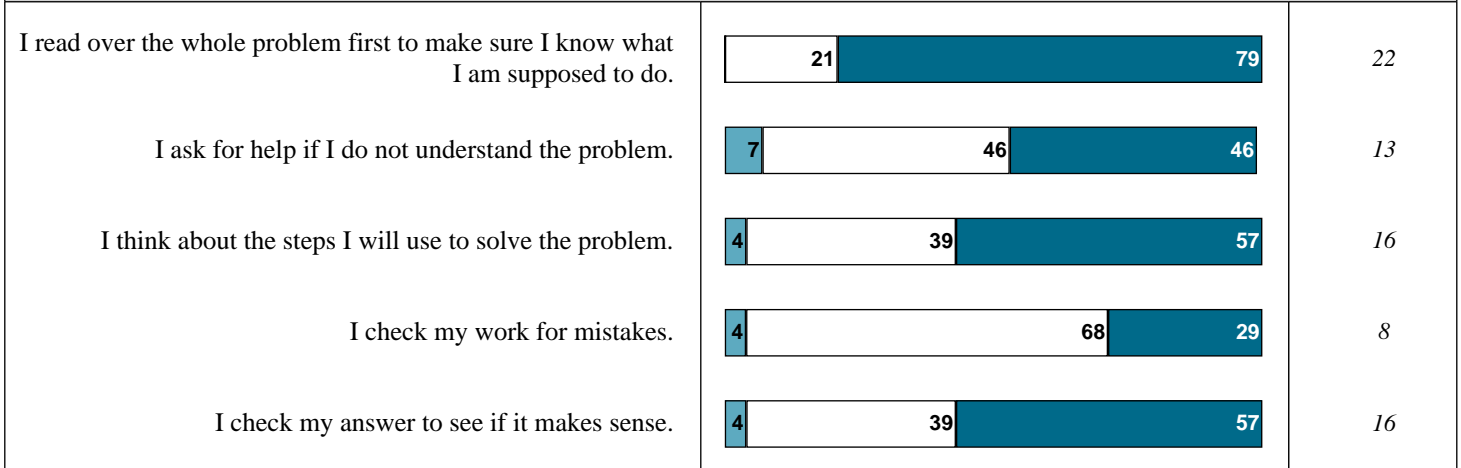 I read over the whole problem first to make sure I know what
I am supposed to do.
21 79 22
I ask for help if I do not understand the problem.
7 46 46 13
I think about the steps I will use to solve the problem.
4 39 57 16
I check my work for mistakes.
4 68 29 8
I check my answer to see if it makes sense.
4 39 57 16